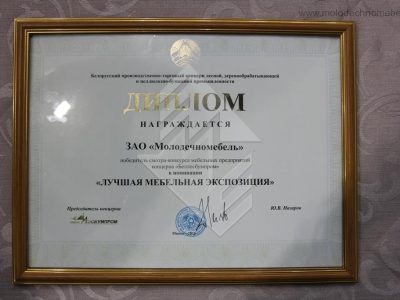 www.molodechnomebel
Белорусский производственно-торговый концерн лесной, деревообрабатывающей
и целлюлозно-бумажной промышленности
ДИПЛОМ
НАГРАЖДАЕТСЯ
ЗАО «Молодечномебель»
победитель смотра-конкурса мебельных предприятий
концерна «Беллесбумпром»
в номинации
«ЛУЧШАЯ МЕБЕЛЬНАЯ ЭКСПОЗИЦИЯ»
Председатель концерна
Ю.В. Назаров